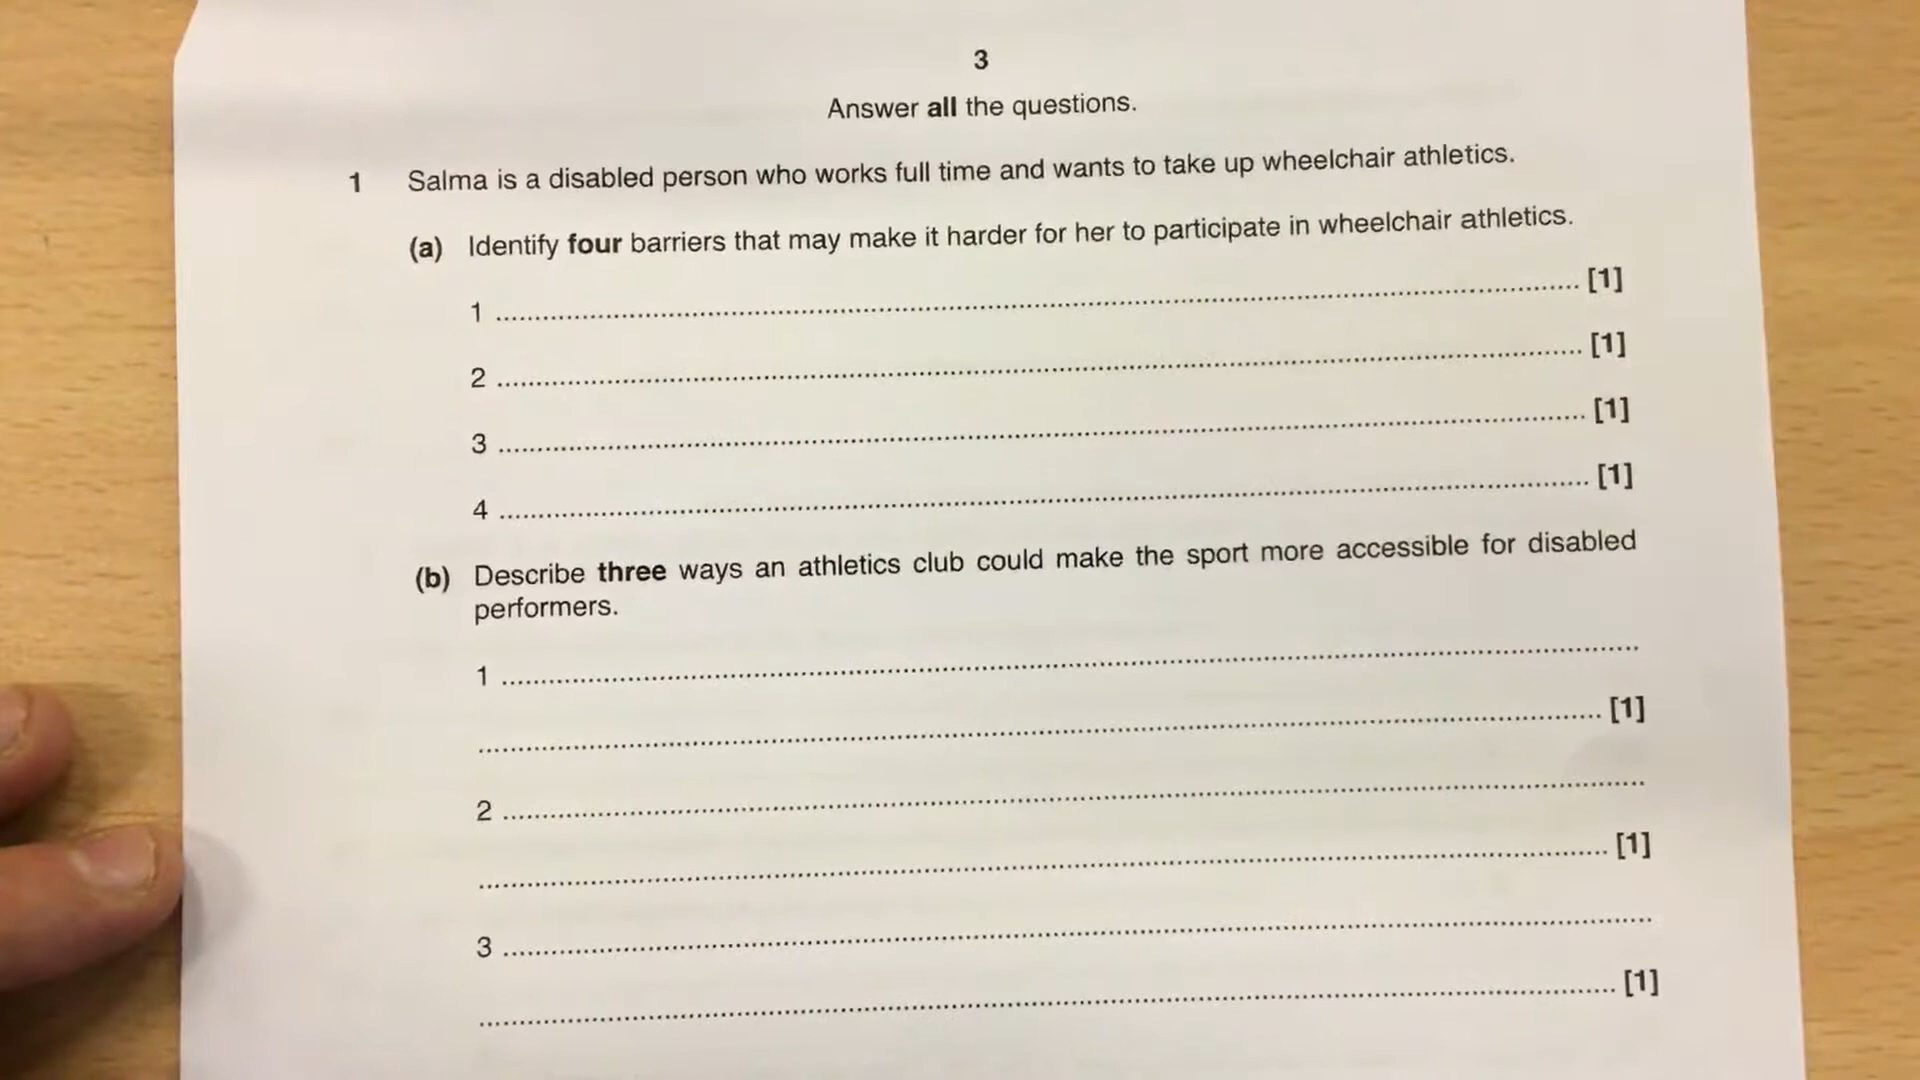 3
Answer all the questions.
1 Salma is a disabled person who works full time and wants to take up wheelchair athletics.
(a) Identify four barriers that may make it harder for her to participate in wheelchair athletics.
1 ........................................ [1]
2 ........................................ [1]
3 ........................................ [1]
4 ........................................ [1]
(b) Describe three ways an athletics club could make the sport more accessible for disabled
performers.
1 ........................................
........................................ [1]
2 ........................................
........................................ [1]
3 ........................................
........................................ [1]